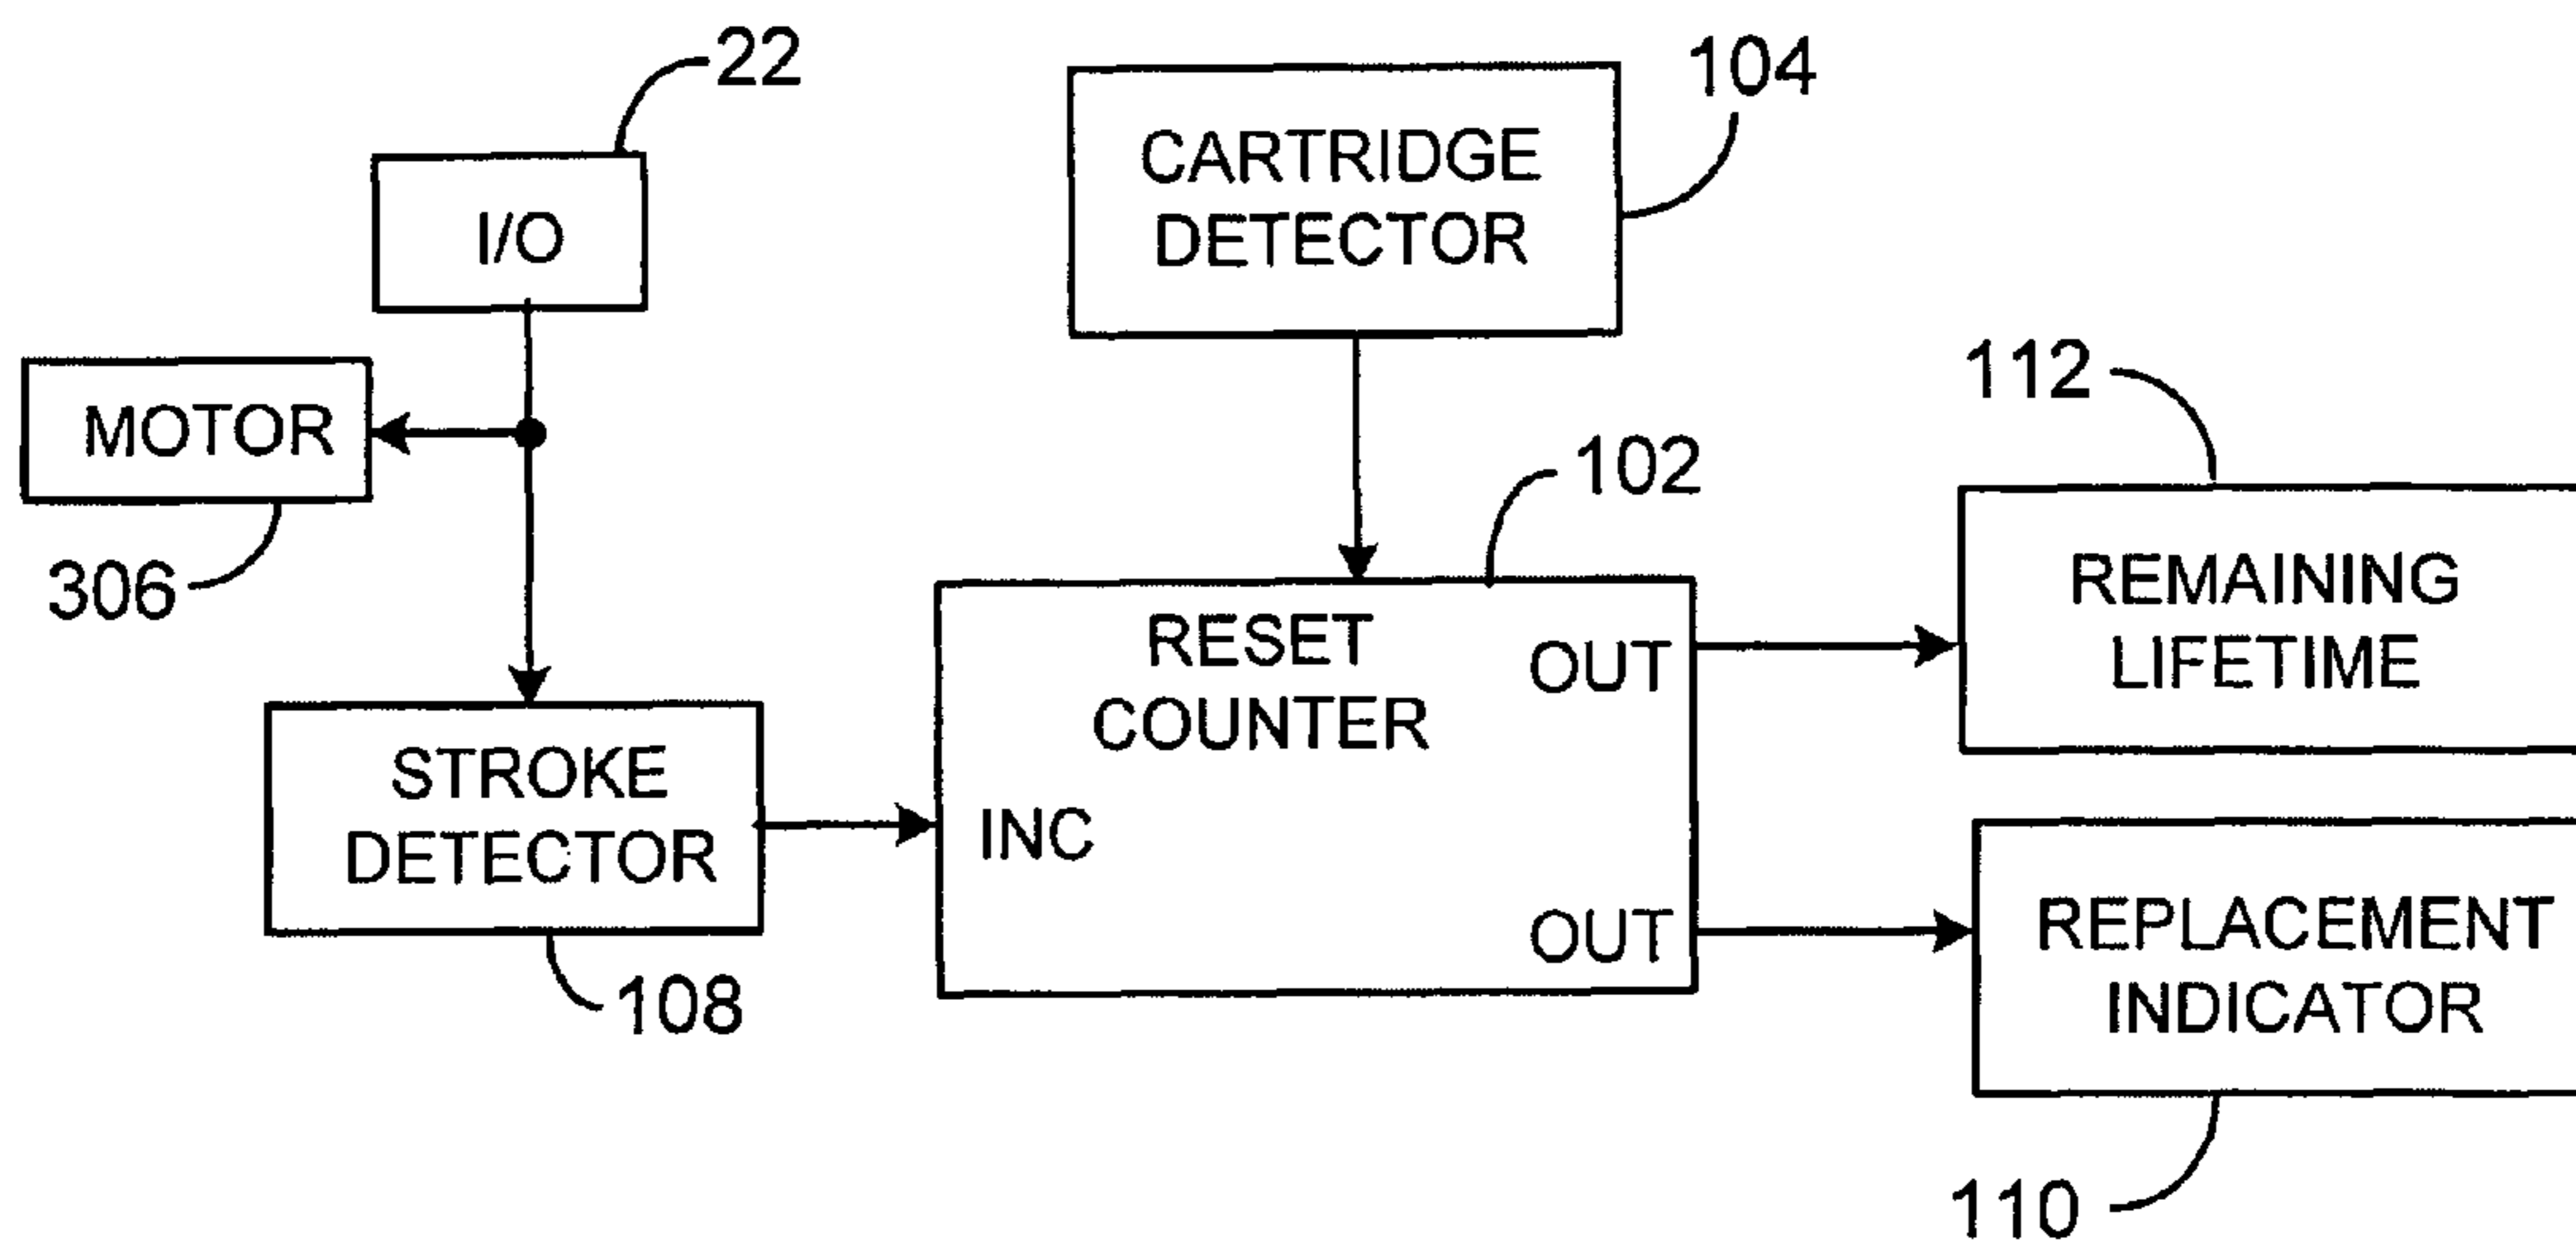 22
I/O
MOTOR
306
CARTRIDGE
DETECTOR
104
STROKE
DETECTOR
108
102
RESET
COUNTER
INC
OUT
OUT
112
REMAINING
LIFETIME
REPLACEMENT
INDICATOR
110